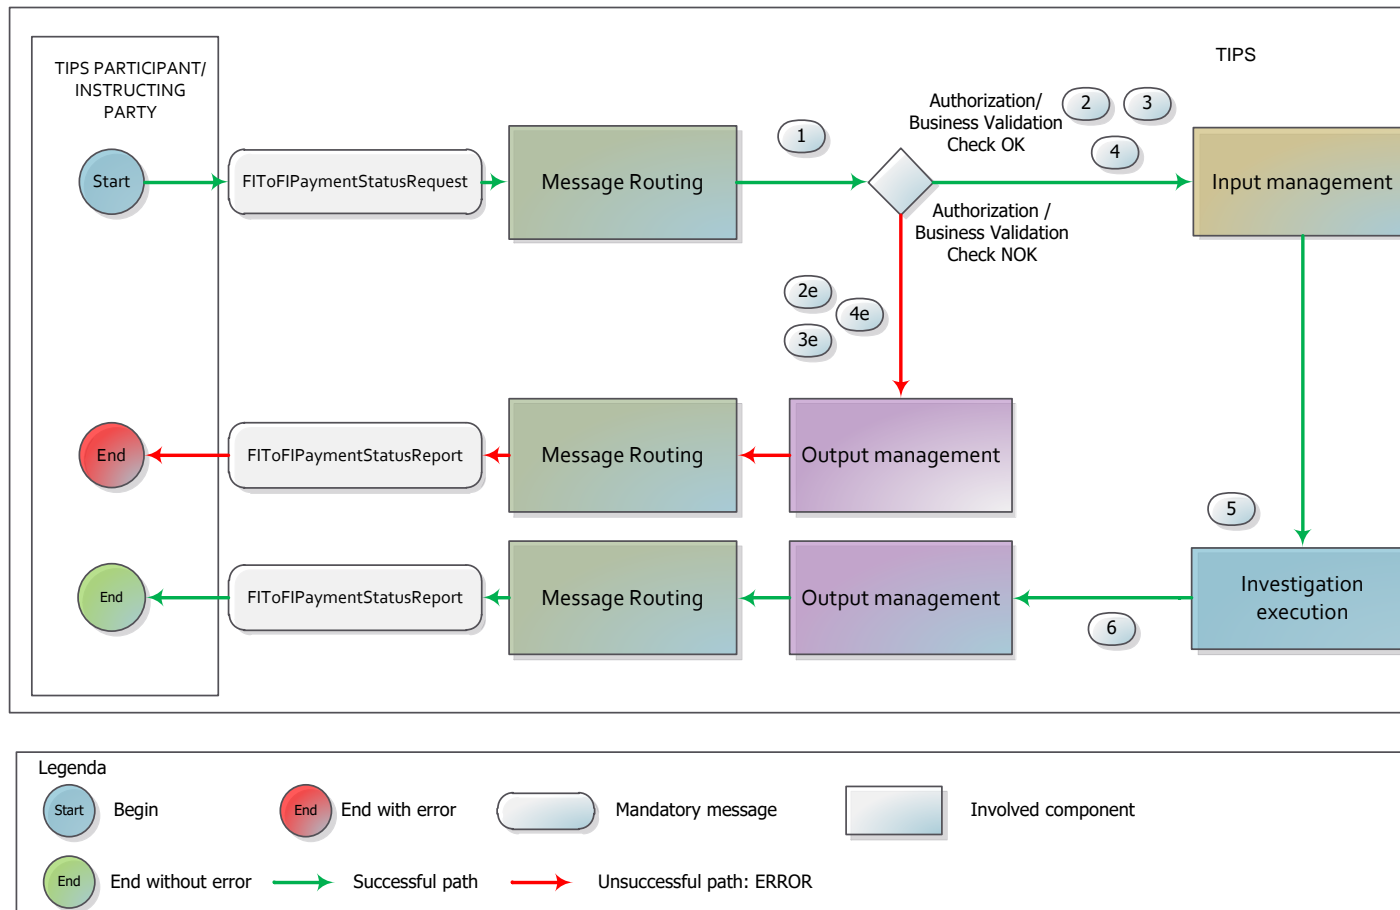 TIPS
TIPS PARTICIPANT/
INSTRUCTING
PARTY
Authorization/
Business Validation
Check OK
1
2
3
4
Start
FIToFIPaymentStatusRequest
Message Routing
Input management
Authorization /
Business Validation
Check NOK
2e
4e
3e
End
FIToFIPaymentStatusReport
Message Routing
Output management
5
End
FIToFIPaymentStatusReport
Message Routing
Output management
6
Investigation
execution
Legenda
Start
Begin
End
End with error
Mandatory message
Involved component
End
End without error
Successful path
Unsuccessful path: ERROR